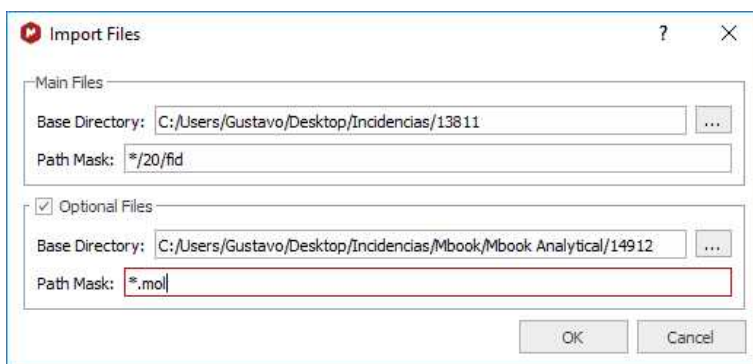 Import Files
?
Main Files
Base Directory: C:/Users/Gustavo/Desktop/Incidencias/13811 ...
Path Mask: */20/fid
Optional Files
Base Directory: C:/Users/Gustavo/Desktop/Incidencias/Mbook/Mbook Analytical/14912 ...
Path Mask: *.mol
OK Cancel